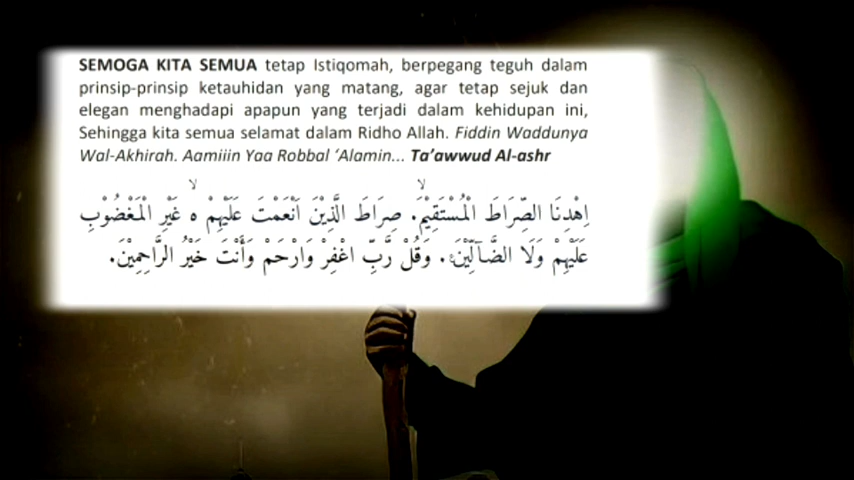 SEMOGA KITA SEMUA tetap Istiqomah, berpegang teguh dalam
prinsip-prinsip ketauhidan yang matang, agar tetap sejuk dan
elegan menghadapi apapun yang terjadi dalam kehidupan ini,
Sehingga kita semua selamat dalam Ridho Allah. Fiddin Waddunya
Wal-Akhirah. Aamiiin Yaa Robbal ‘Alamin... Ta’awwud Al-ashr
اِهْدِنَا الصِّرَاطَ الْمُسْتَقِيْمَۙ. صِرَاطَ الَّذِيْنَ اَنْعَمْتَ عَلَيْهِمْ ەۙ غَيْرِ الْمَغْضُوْبِ
عَلَيْهِمْ وَلَا الضَّاۤلِّيْنَ. وَقُلْ رَّبِّ اغْفِرْ وَارْحَمْ وَأَنْتَ خَيْرُ الرَّاحِمِيْنَ.